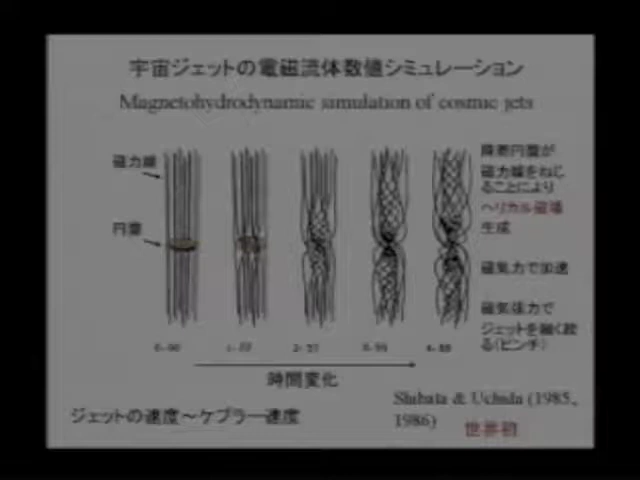 宇宙ジェットの電磁流体数値シミュレーション
Magnetohydrodynamic simulation of cosmic jets
磁力線
円盤
降着円盤が
磁力線をねじ
ることにより
ヘリカル磁場
生成
磁気力で加速
磁気張力で
ジェットを細く絞
る(ピンチ)
時間変化
ジェットの速度～ケプラー速度
Shibata & Uchida (1985,
1986)
世界初